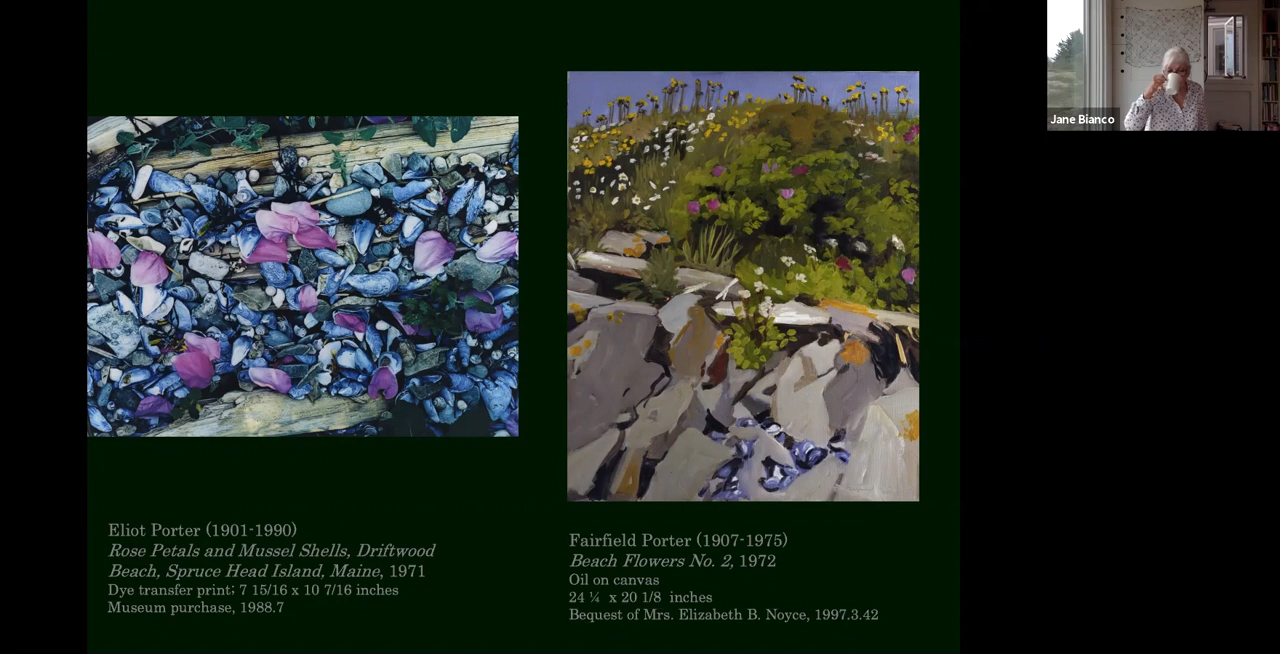 Jane Bianco
Eliot Porter (1901-1990)
Rose Petals and Mussel Shells, Driftwood
Beach, Spruce Head Island, Maine, 1971
Dye transfer print; 7 15/16 x 10 7/16 inches
Museum purchase, 1988.7
Fairfield Porter (1907-1975)
Beach Flowers No. 2, 1972
Oil on canvas
24 ¼ x 20 1/8 inches
Bequest of Mrs. Elizabeth B. Noyce, 1997.3.42